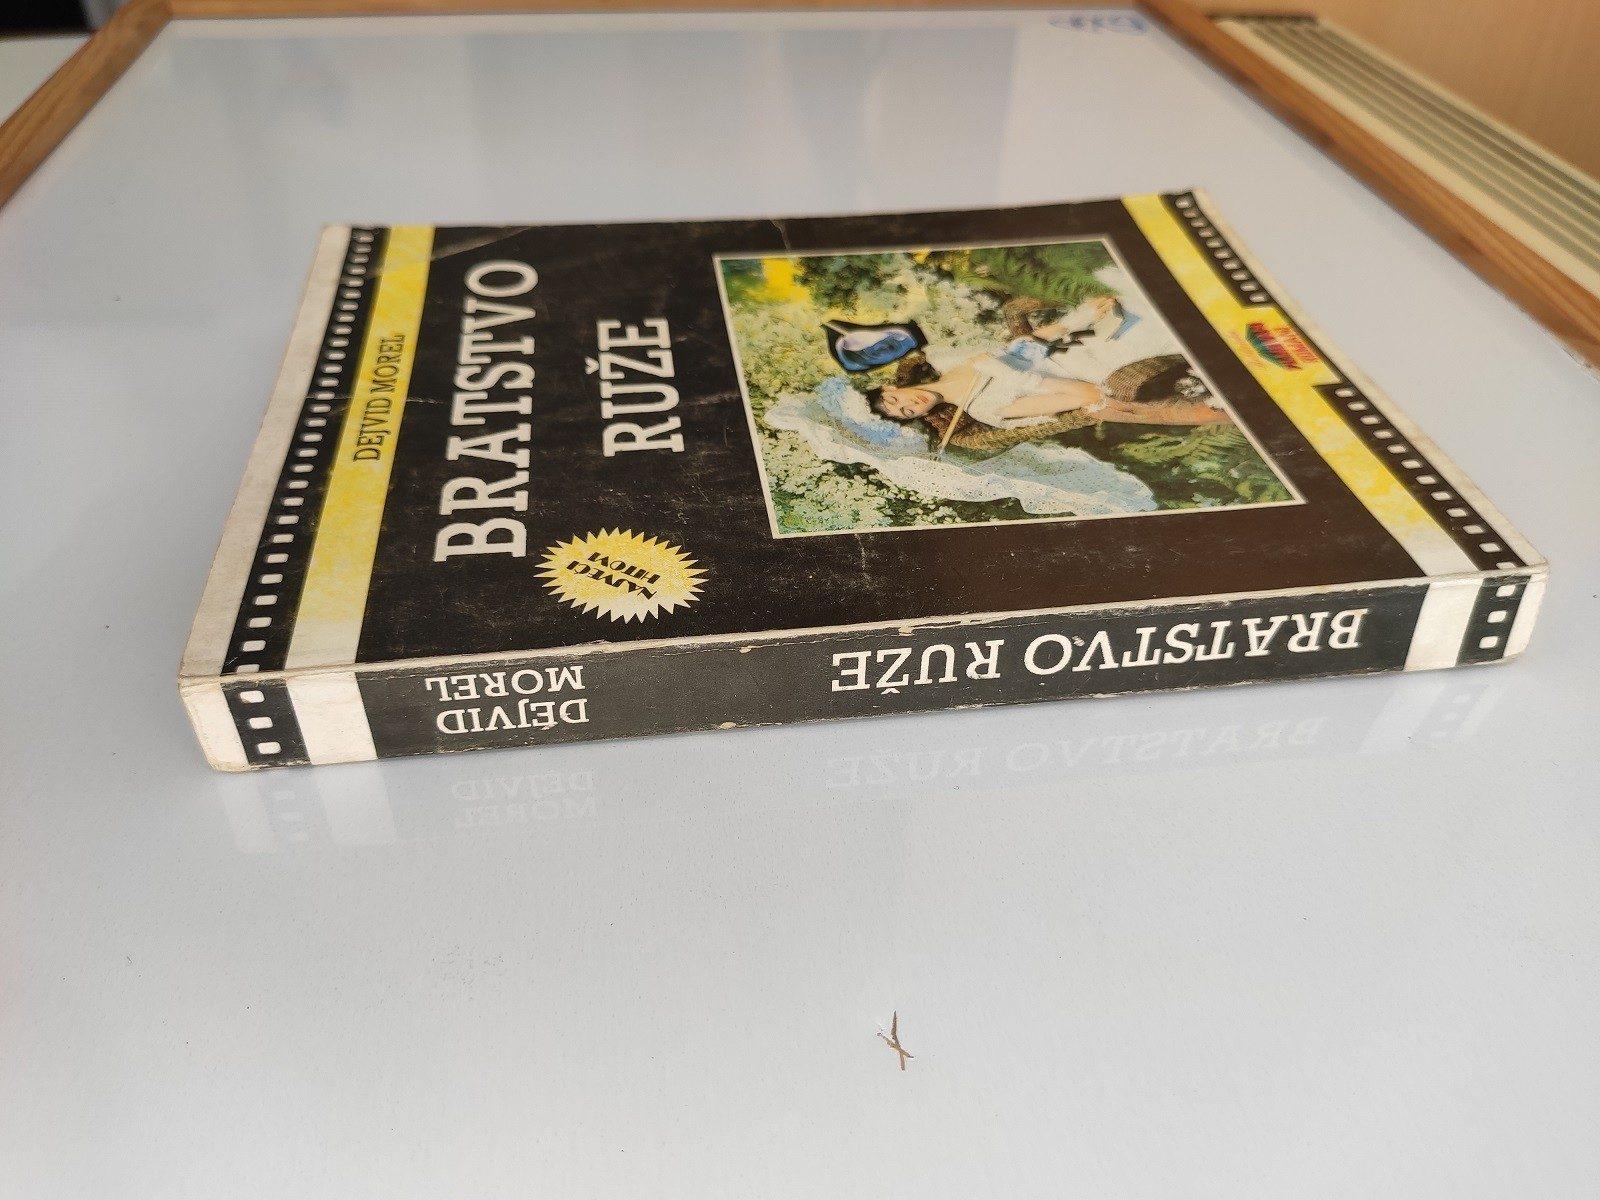 DEJVID MOREL
BRATSTVO
RUŽE
NAJVEĆI
HITOVI
DEJVID
MOREL
BRATSTVO RUŽE